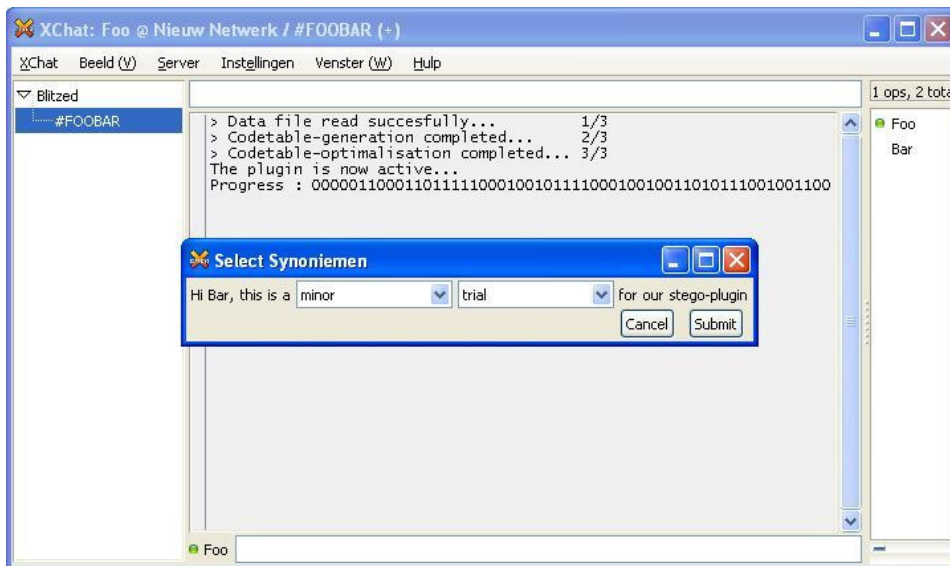 XChat: Foo @ Nieuw Netwerk / #FOOBAR (+)
XChat Beeld (V) Server Instellingen Venster (W) Hulp
Blitzed
#FOOBAR
1 ops, 2 tota
Foo
Bar
> Data file read succesfully... 1/3
> Codetable-generation completed... 2/3
> Codetable-optimalisation completed... 3/3
The plugin is now active...
Progress : 00000110001101111100010010111100010010011010111001001100
Select Synoniemen
Hi Bar, this is a minor trial for our stego-plugin
Cancel Submit
Foo